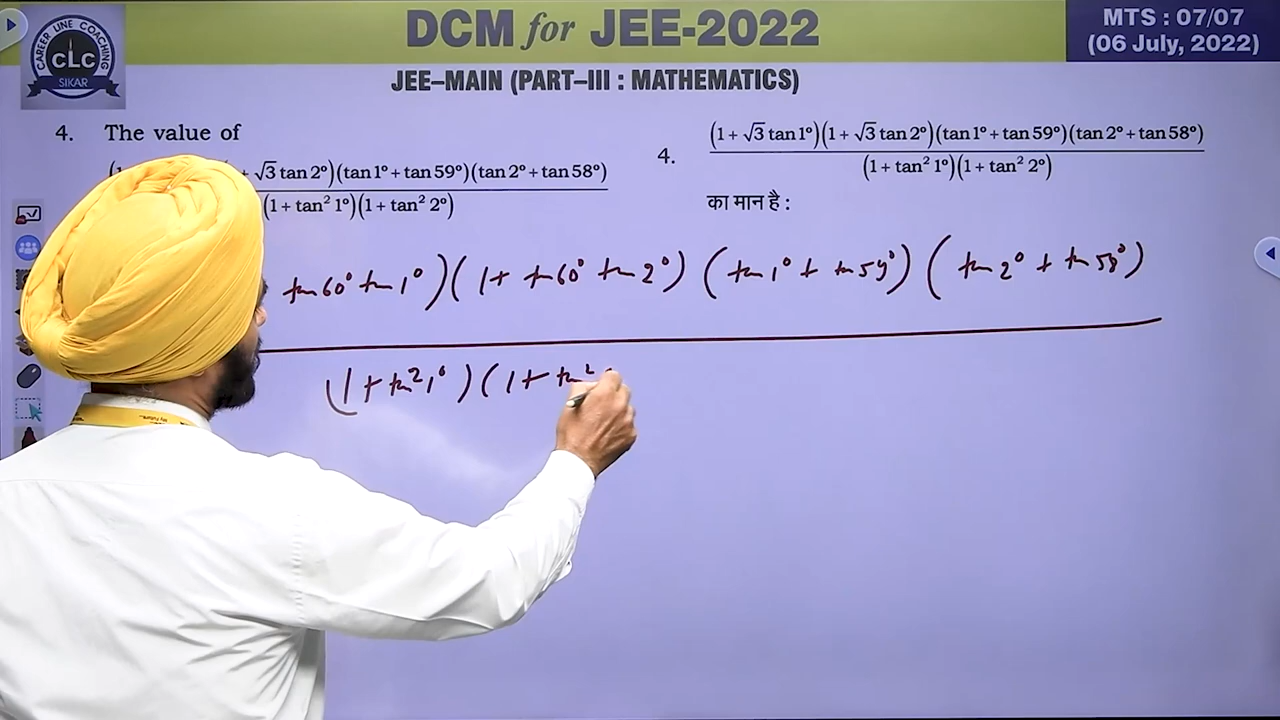 DCM for JEE-2022
MTS : 07/07
(06 July, 2022)
CAREER LINE COACHING
CLC
SIKAR
JEE–MAIN (PART–III : MATHEMATICS)
4. The value of
√3 tan 2°)(tan 1° + tan 59°)(tan 2° + tan 58°)
(1 + tan² 1°)(1 + tan² 2°)
4. (1 + √3 tan 1°)(1 + √3 tan 2°)(tan 1° + tan 59°)(tan 2° + tan 58°)
(1 + tan² 1°)(1 + tan² 2°)
का मान है :
tan 60° tan 1°)(1 + tan 60° tan 2°)(tan 1° + tan 59°)(tan 2° + tan 58°)
(1 + tan² 1°)(1 + tan²